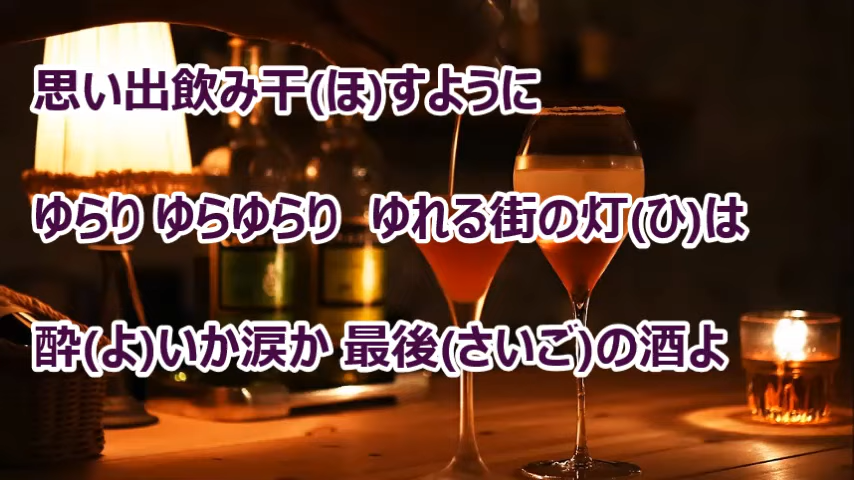 思い出飲み干(ほ)すように
ゆらり ゆらゆらり　ゆれる街の灯(ひ)は
酔(よ)いか涙か 最後(さいご)の酒よ